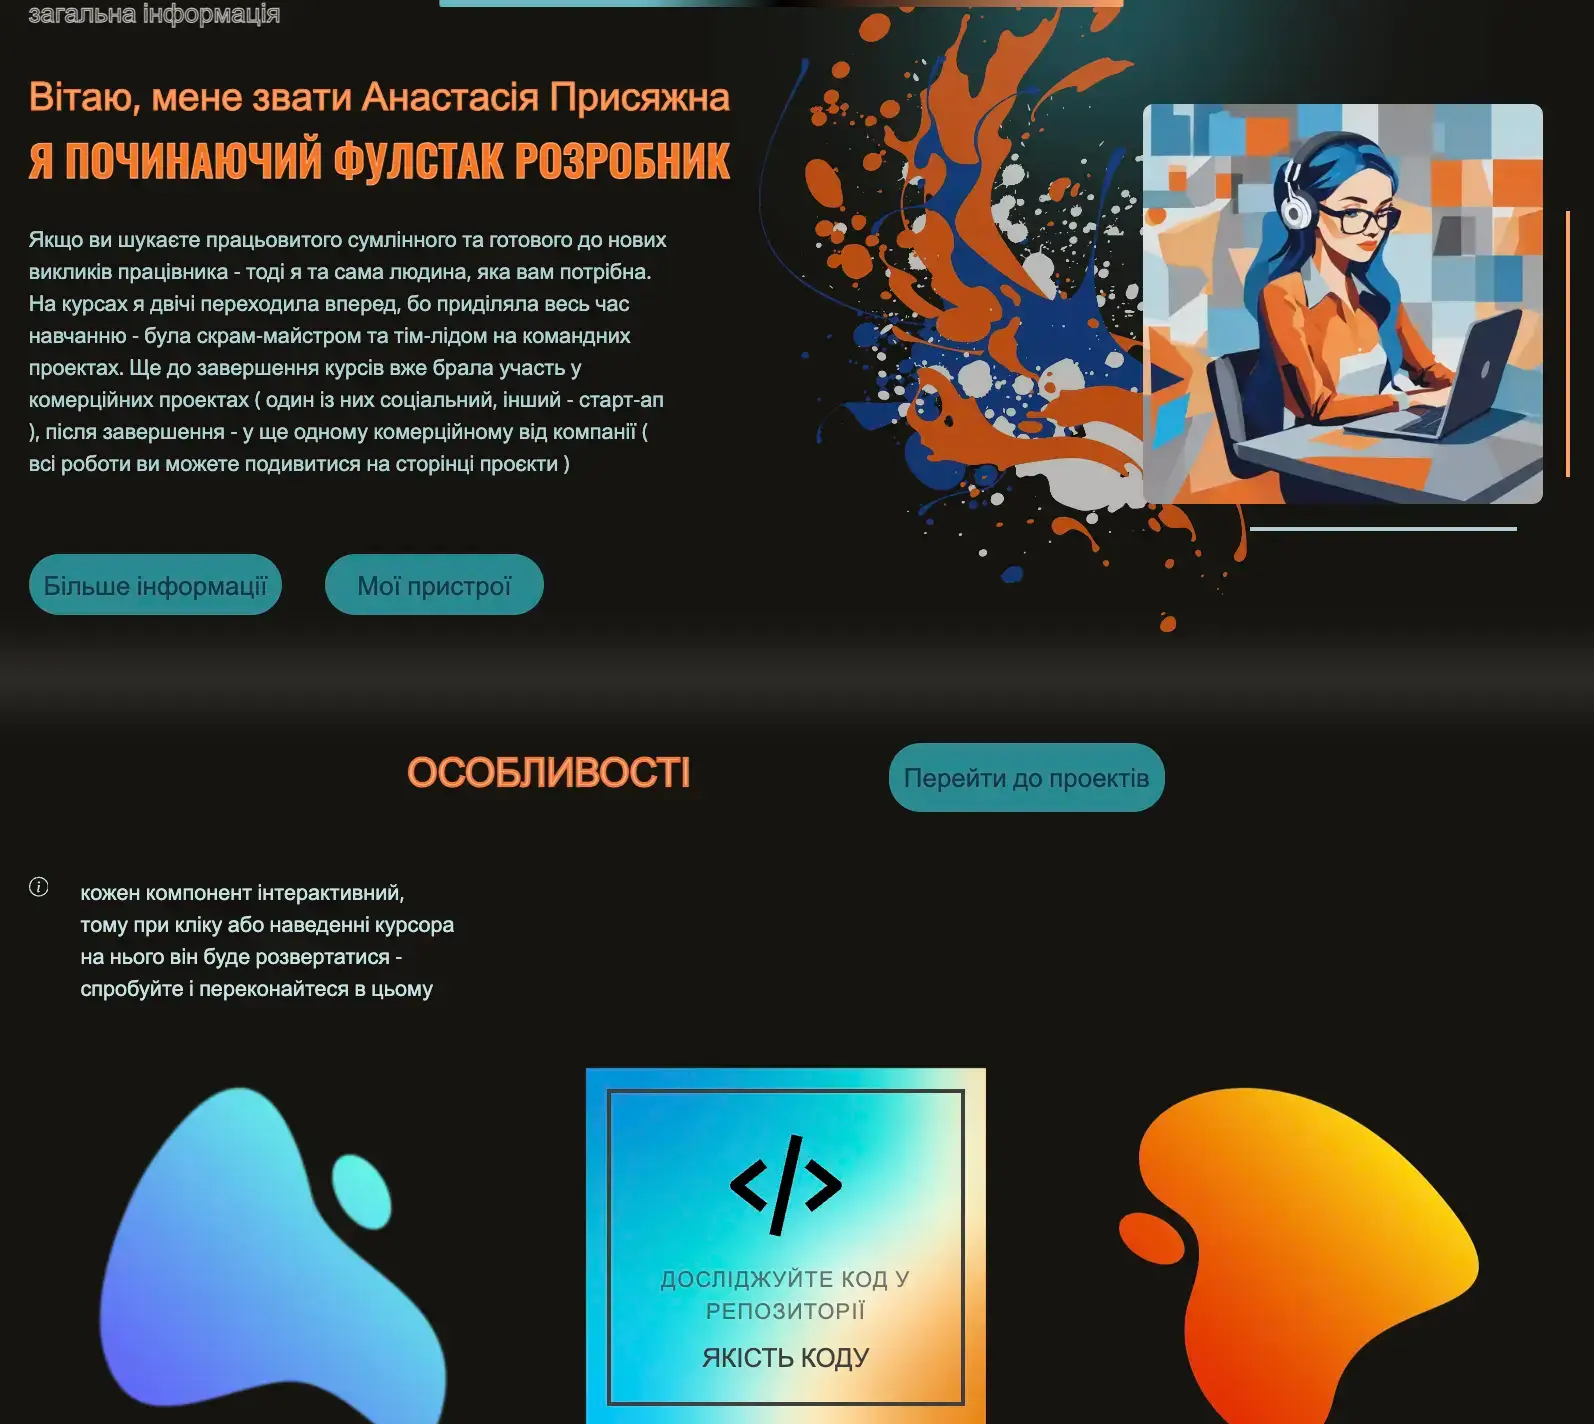 загальна інформація
Вітаю, мене звати Анастасія Присяжна
Я ПОЧИНАЮЧИЙ ФУЛСТАК РОЗРОБНИК
Якщо ви шукаєте працьовитого сумлінного та готового до нових
викликів працівника - тоді я та сама людина, яка вам потрібна.
На курсах я двічі переходила вперед, бо приділяла весь час
навчанню - була скрам-майстром та тім-лідом на командних
проектах. Ще до завершення курсів вже брала участь у
комерційних проектах ( один із них соціальний, інший - старт-ап
), після завершення - у ще одному комерційному від компанії (
всі роботи ви можете подивитися на сторінці проєкти )
Більше інформації
Мої пристрої
ОСОБЛИВОСТІ
Перейти до проектів
кожен компонент інтерактивний,
тому при кліку або наведенні курсора
на нього він буде розвертатися -
спробуйте і переконайтеся в цьому
</>
ДОСЛІДЖУЙТЕ КОД У
РЕПОЗИТОРІЇ
ЯКІСТЬ КОДУ